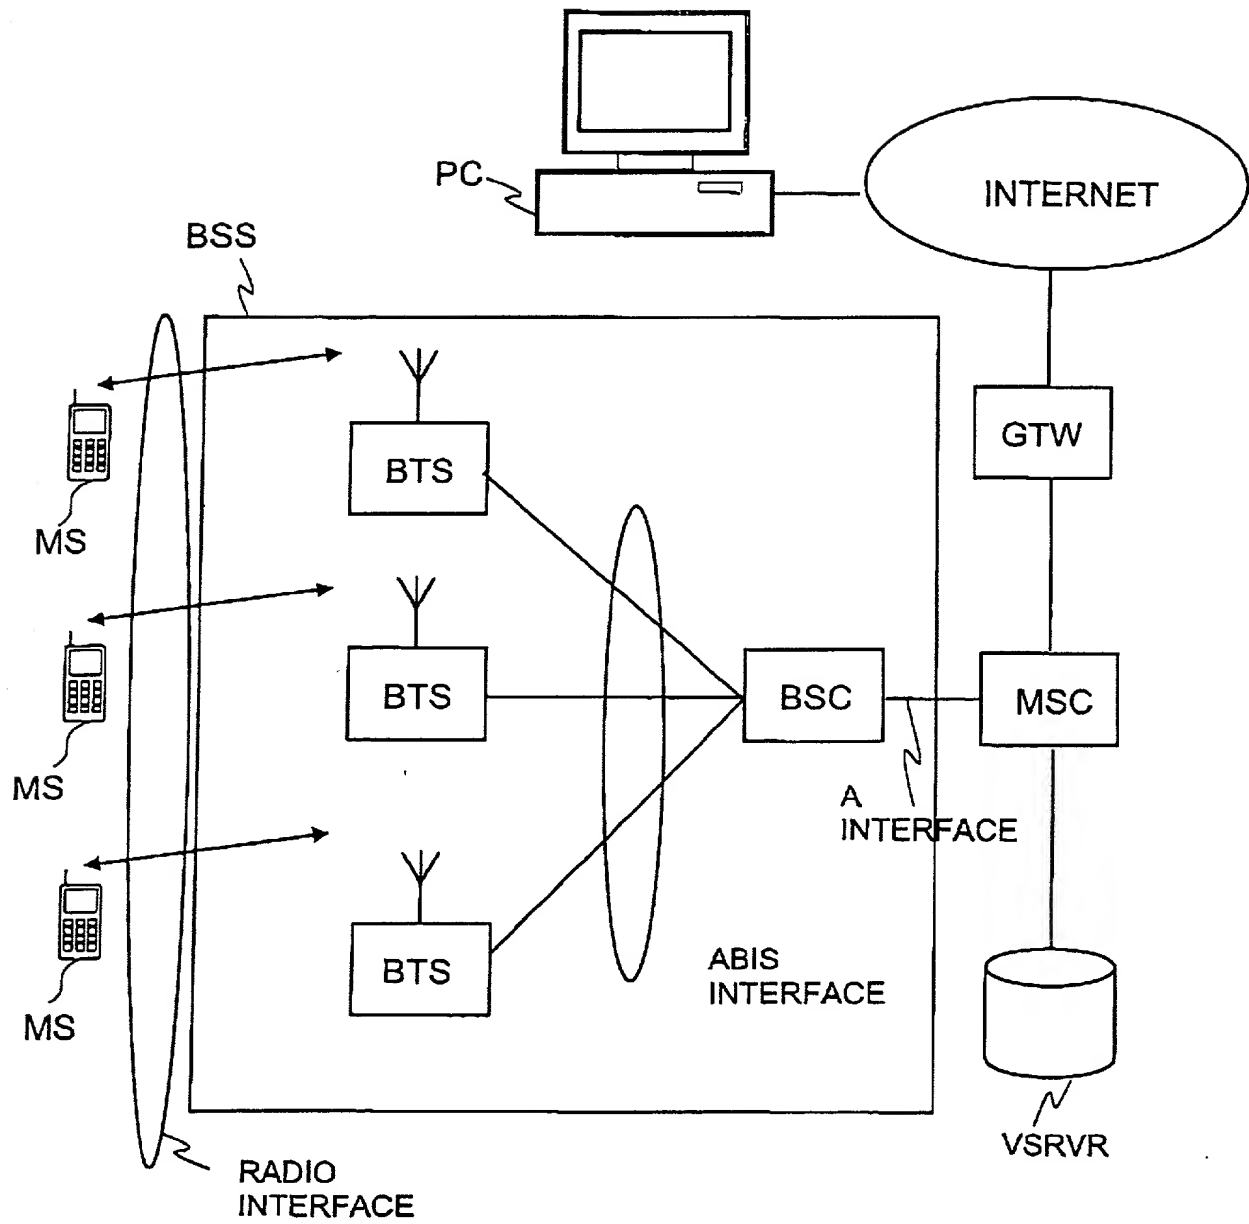 PC
INTERNET
BSS
GTW
BTS
MS
BTS
BSC
MSC
MS
A
INTERFACE
BTS
ABIS
INTERFACE
MS
VSRVR
RADIO
INTERFACE